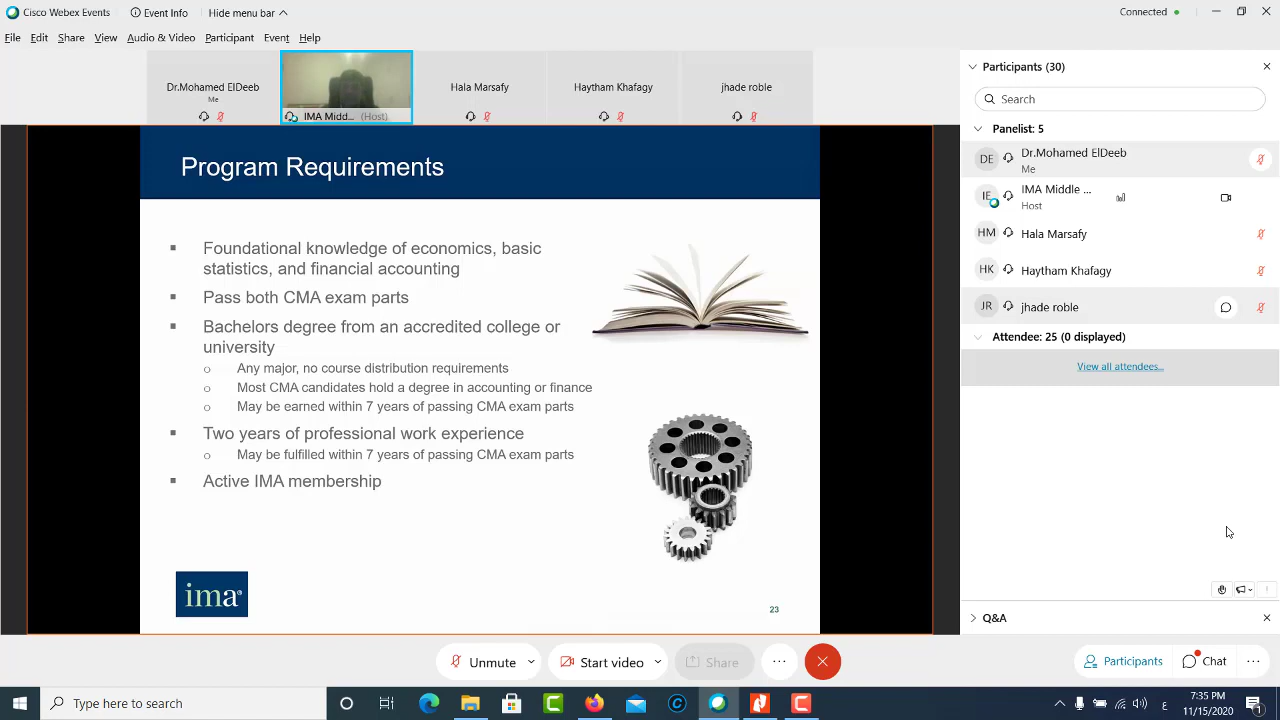 Cisco Webex Events
Event Info
Hide menu
Connected
File Edit Share View Audio & Video Participant Event Help
Dr.Mohamed ElDeeb
Me
IMA Midd... (Host)
Hala Marsafy
Haytham Khafagy
jhade roble
Participants (30)
Search
Panelist: 5
DE Dr.Mohamed ElDeeb
Me
IE IMA Middle ...
Host
HM Hala Marsafy
HK Haytham Khafagy
JR jhade roble
Attendee: 25 (0 displayed)
View all attendees...
Program Requirements
Foundational knowledge of economics, basic
statistics, and financial accounting
Pass both CMA exam parts
Bachelors degree from an accredited college or
university
Any major, no course distribution requirements
Most CMA candidates hold a degree in accounting or finance
May be earned within 7 years of passing CMA exam parts
Two years of professional work experience
May be fulfilled within 7 years of passing CMA exam parts
Active IMA membership
ima®
23
Q&A
Unmute
Start video
Share
Participants
Chat
Type here to search
7:35 PM
11/15/2020